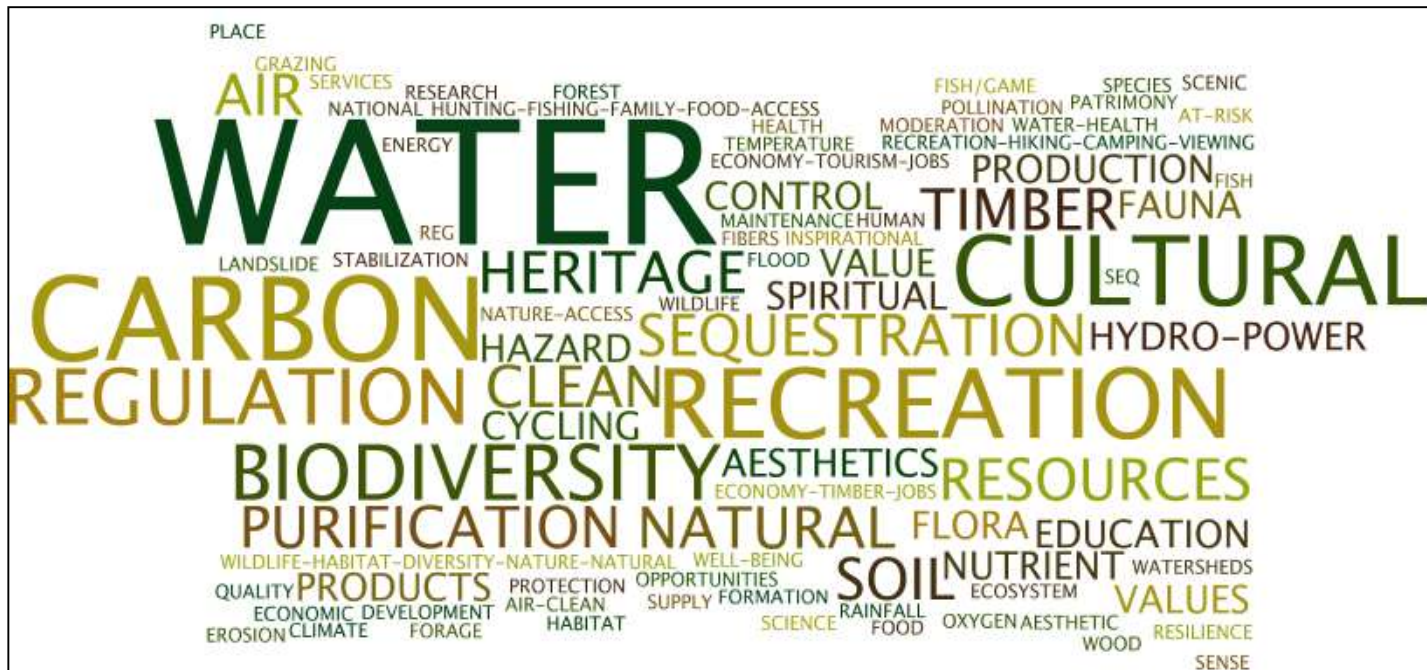 PLACE
GRAZING
AIR
SERVICES
RESEARCH
FOREST
FISH/GAME
SPECIES
SCENIC
NATIONAL
HUNTING-FISHING-FAMILY-FOOD-ACCESS
POLLINATION
PATRIMONY
AT-RISK
WATER
ENERGY
HEALTH
MODERATION
WATER-HEALTH
TEMPERATURE
RECREATION-HIKING-CAMPING-VIEWING
ECONOMY-TOURISM-JOBS
PRODUCTION
FISH
CONTROL
TIMBER
FAUNA
MAINTENANCE
HUMAN
REG
FIBERS
INSPIRATIONAL
LANDSLIDE
STABILIZATION
HERITAGE
FLOOD
VALUE
CULTURAL
SEQ
CARBON
WILDLIFE
SPIRITUAL
NATURE-ACCESS
HAZARD
SEQUESTRATION
HYDRO-POWER
REGULATION
CLEAN
RECREATION
CYCLING
BIODIVERSITY
AESTHETICS
RESOURCES
ECONOMY-TIMBER-JOBS
PURIFICATION
NATURAL
FLORA
EDUCATION
WILDLIFE-HABITAT-DIVERSITY-NATURE-NATURAL
WELL-BEING
SOIL
NUTRIENT
WATERSHEDS
QUALITY
PRODUCTS
PROTECTION
OPPORTUNITIES
ECOSYSTEM
VALUES
ECONOMIC
DEVELOPMENT
AIR-CLEAN
SUPPLY
FORMATION
RAINFALL
EROSION
CLIMATE
FORAGE
HABITAT
SCIENCE
FOOD
OXYGEN
AESTHETIC
RESILIENCE
WOOD
SENSE